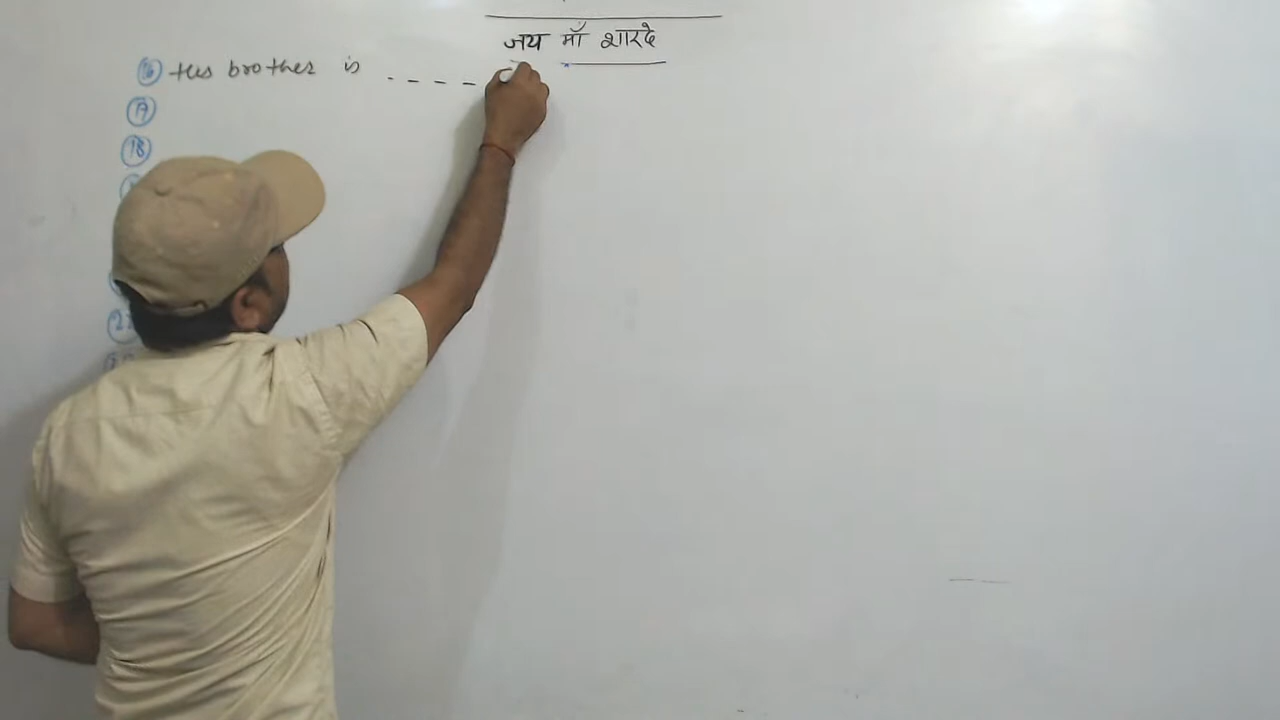 जय माँ शारदे
(16) His brother is - - - -
(17)
(18)